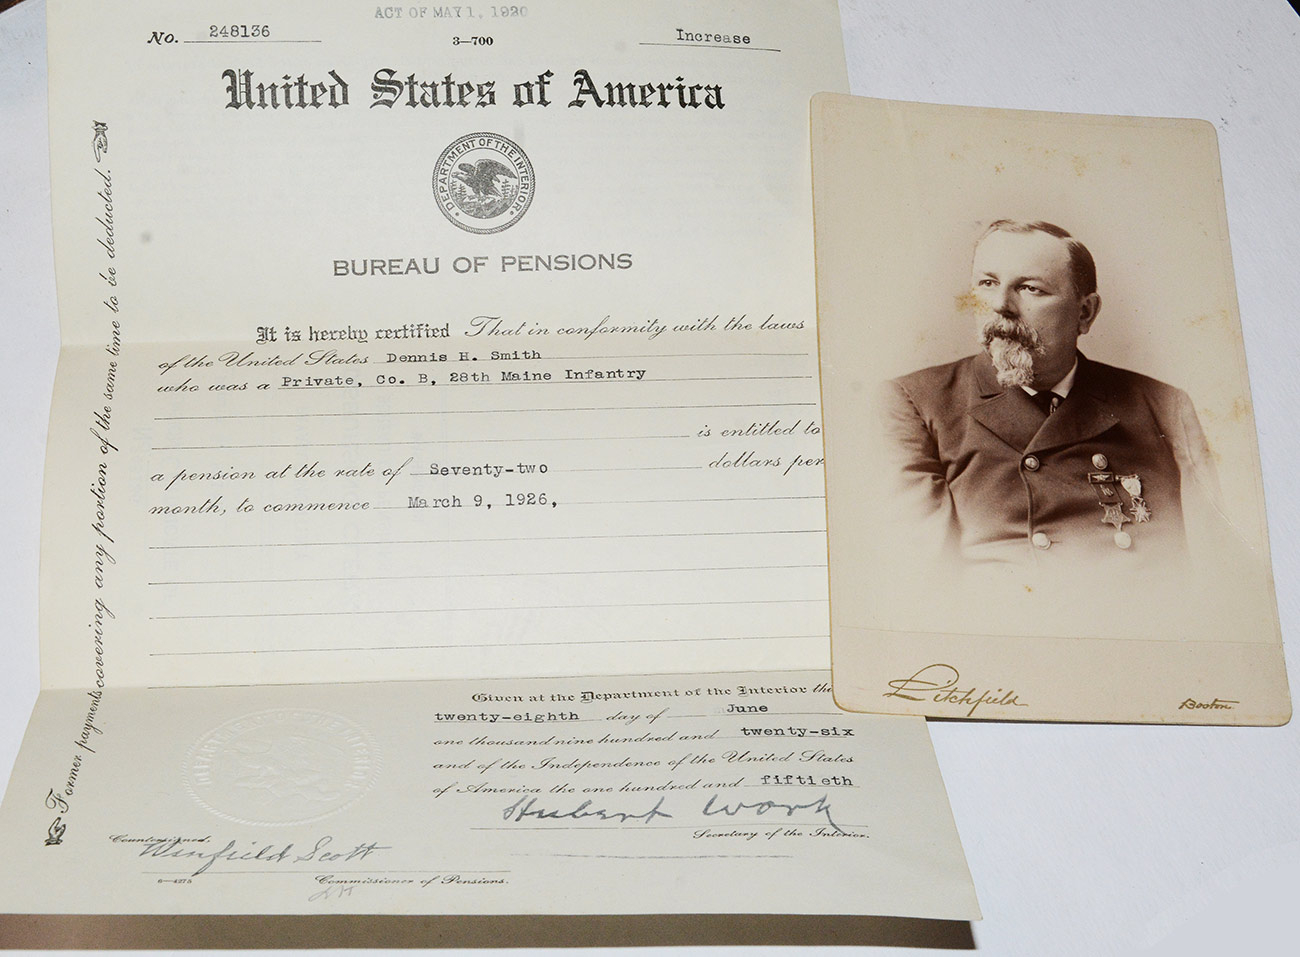 ACT OF MAY 1, 1920
No. 248136
3—700
Increase
United States of America
DEPARTMENT OF THE INTERIOR
BUREAU OF PENSIONS
It is hereby certified That in conformity with the laws
of the United States Dennis H. Smith
who was a Private, Co. B, 28th Maine Infantry
is entitled to
a pension at the rate of Seventy-two dollars per
month, to commence March 9, 1926,
Former payments covering any portion of the same time to be deducted.
Given at the Department of the Interior this
twenty-eighth day of June
one thousand nine hundred and twenty-six
and of the Independence of the United States
of America the one hundred and fiftieth
Hubert Work
Secretary of the Interior.
Countersigned,
Winfield Scott
6—4275
Commissioner of Pensions.
Litchfield
Boston